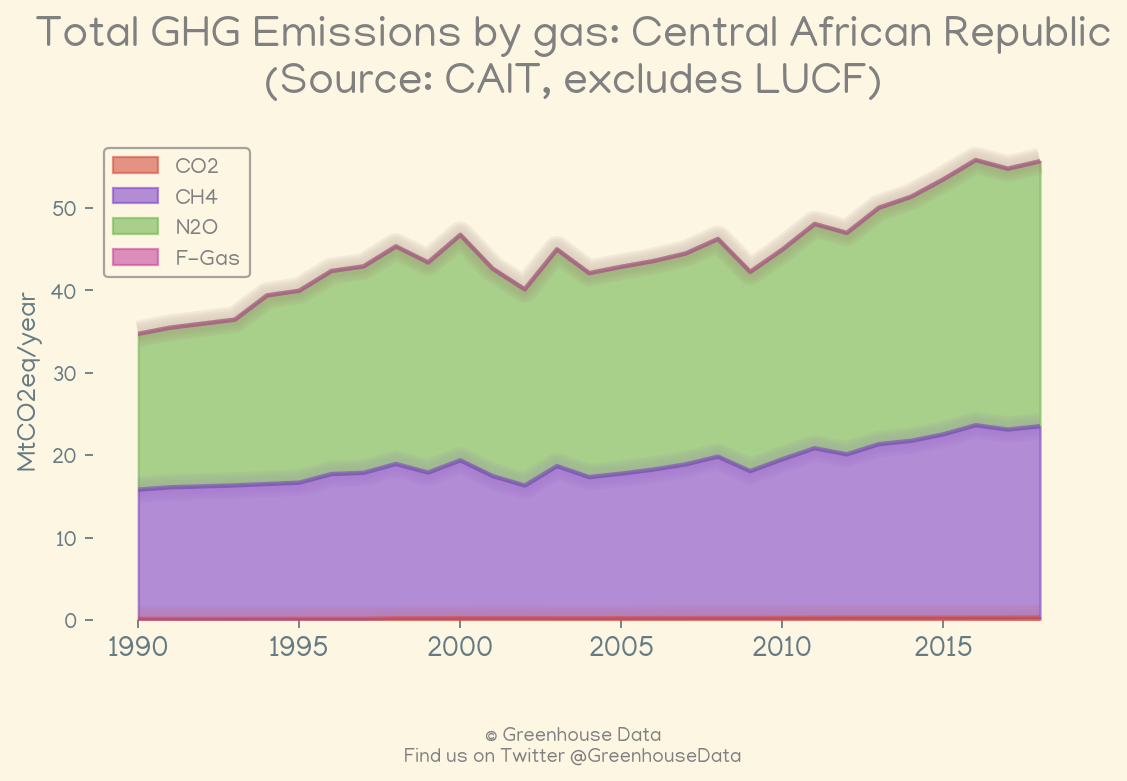 Total GHG Emissions by gas: Central African Republic
(Source: CAIT, excludes LUCF)
CO2
CH4
N2O
F-Gas
MtCO2eq/year
50
40
30
20
10
0
1990 1995 2000 2005 2010 2015
© Greenhouse Data
Find us on Twitter @GreenhouseData